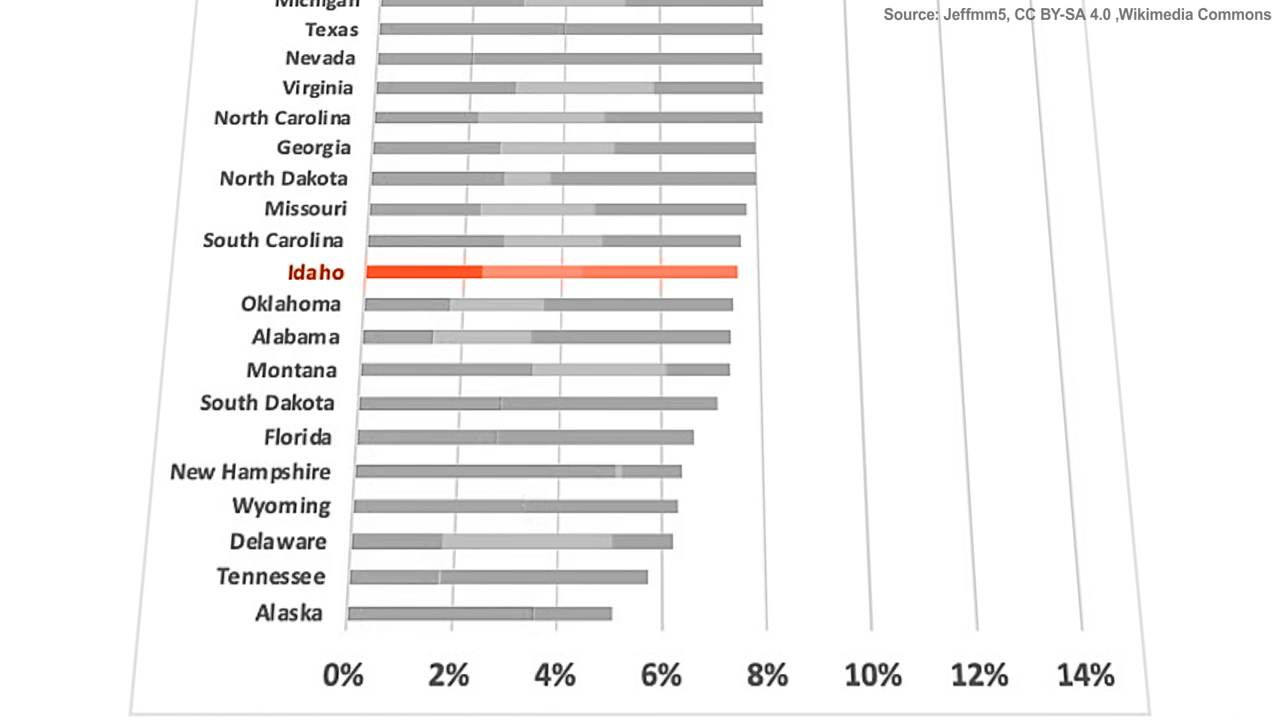 Michigan
Source: Jeffmm5, CC BY-SA 4.0 ,Wikimedia Commons
Texas
Nevada
Virginia
North Carolina
Georgia
North Dakota
Missouri
South Carolina
Idaho
Oklahoma
Alabama
Montana
South Dakota
Florida
New Hampshire
Wyoming
Delaware
Tennessee
Alaska
0% 2% 4% 6% 8% 10% 12% 14%